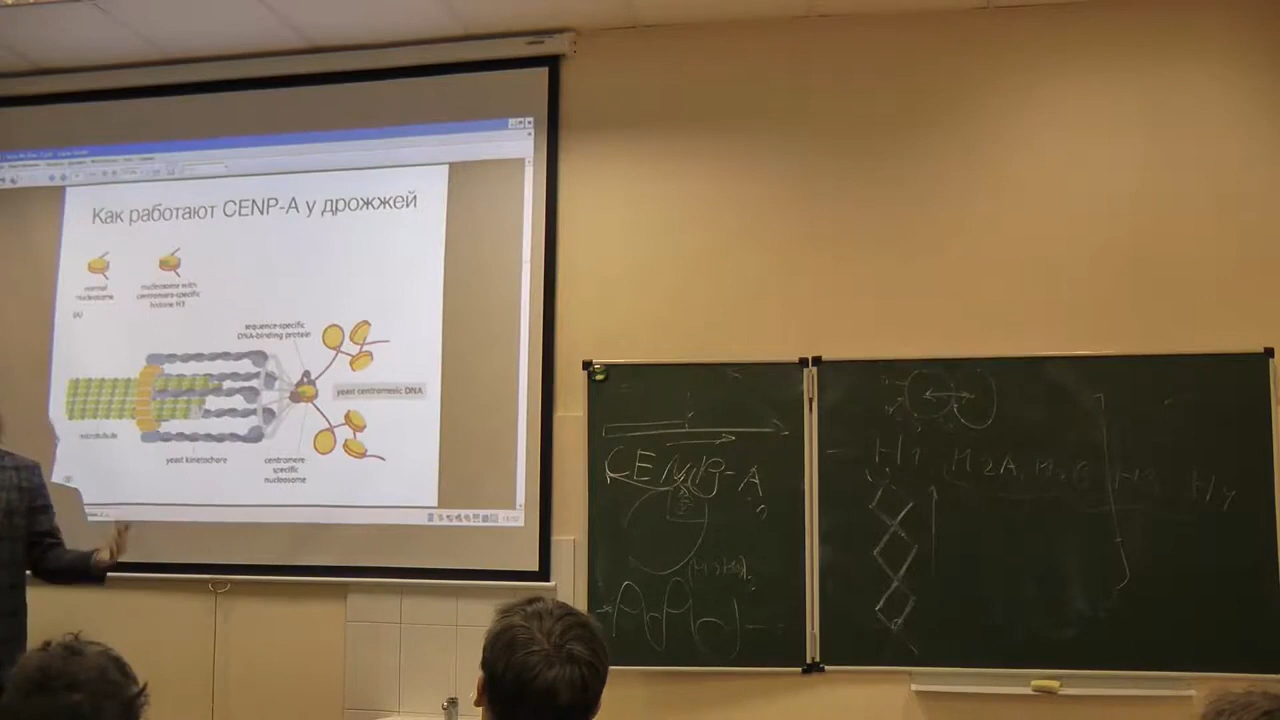 Как работают CENP-A у дрожжей
normal
nucleosome
nucleosome with
centromere-specific
histone H3
(A)
sequence-specific
DNA-binding protein
yeast centromeric DNA
microtubule
yeast kinetochore
centromere
specific
nucleosome
CENP-A
?
H1 H2A, H2B H3 H4